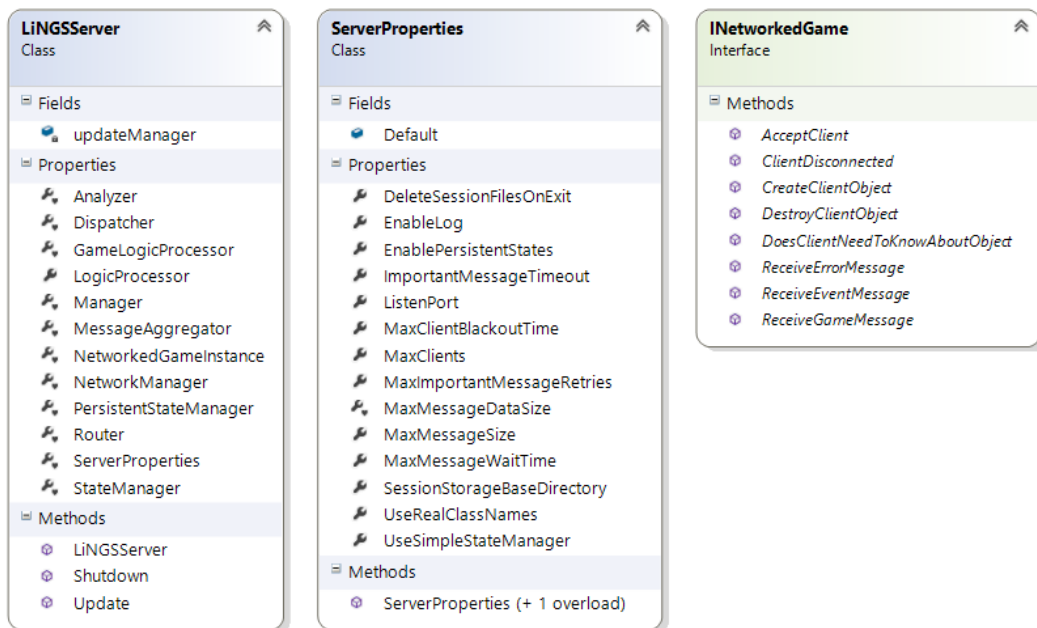 LiNGSServer
Class
Fields
updateManager
Properties
Analyzer
Dispatcher
GameLogicProcessor
LogicProcessor
Manager
MessageAggregator
NetworkedGameInstance
NetworkManager
PersistentStateManager
Router
ServerProperties
StateManager
Methods
LiNGSServer
Shutdown
Update
ServerProperties
Class
Fields
Default
Properties
DeleteSessionFilesOnExit
EnableLog
EnablePersistentStates
ImportantMessageTimeout
ListenPort
MaxClientBlackoutTime
MaxClients
MaxImportantMessageRetries
MaxMessageDataSize
MaxMessageSize
MaxMessageWaitTime
SessionStorageBaseDirectory
UseRealClassNames
UseSimpleStateManager
Methods
ServerProperties (+ 1 overload)
INetworkedGame
Interface
Methods
AcceptClient
ClientDisconnected
CreateClientObject
DestroyClientObject
DoesClientNeedToKnowAboutObject
ReceiveErrorMessage
ReceiveEventMessage
ReceiveGameMessage